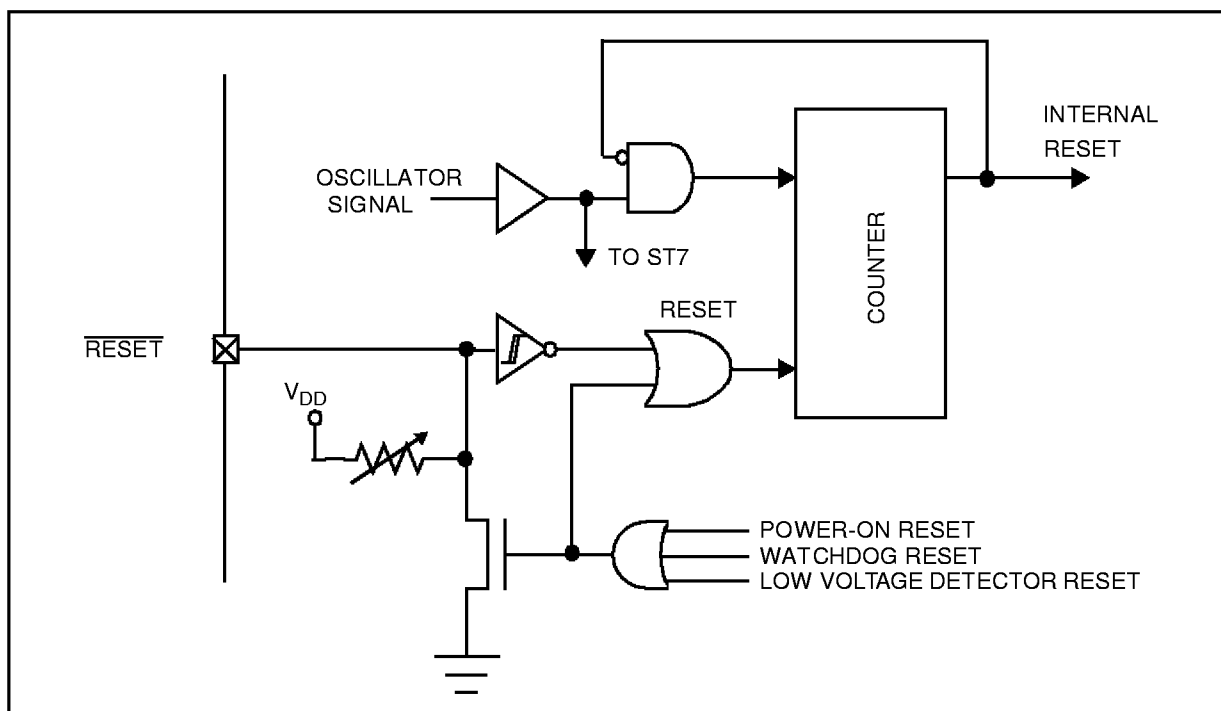 INTERNAL
RESET
OSCILLATOR
SIGNAL
TO ST7
COUNTER
RESET
RESET
VDD
POWER-ON RESET
WATCHDOG RESET
LOW VOLTAGE DETECTOR RESET